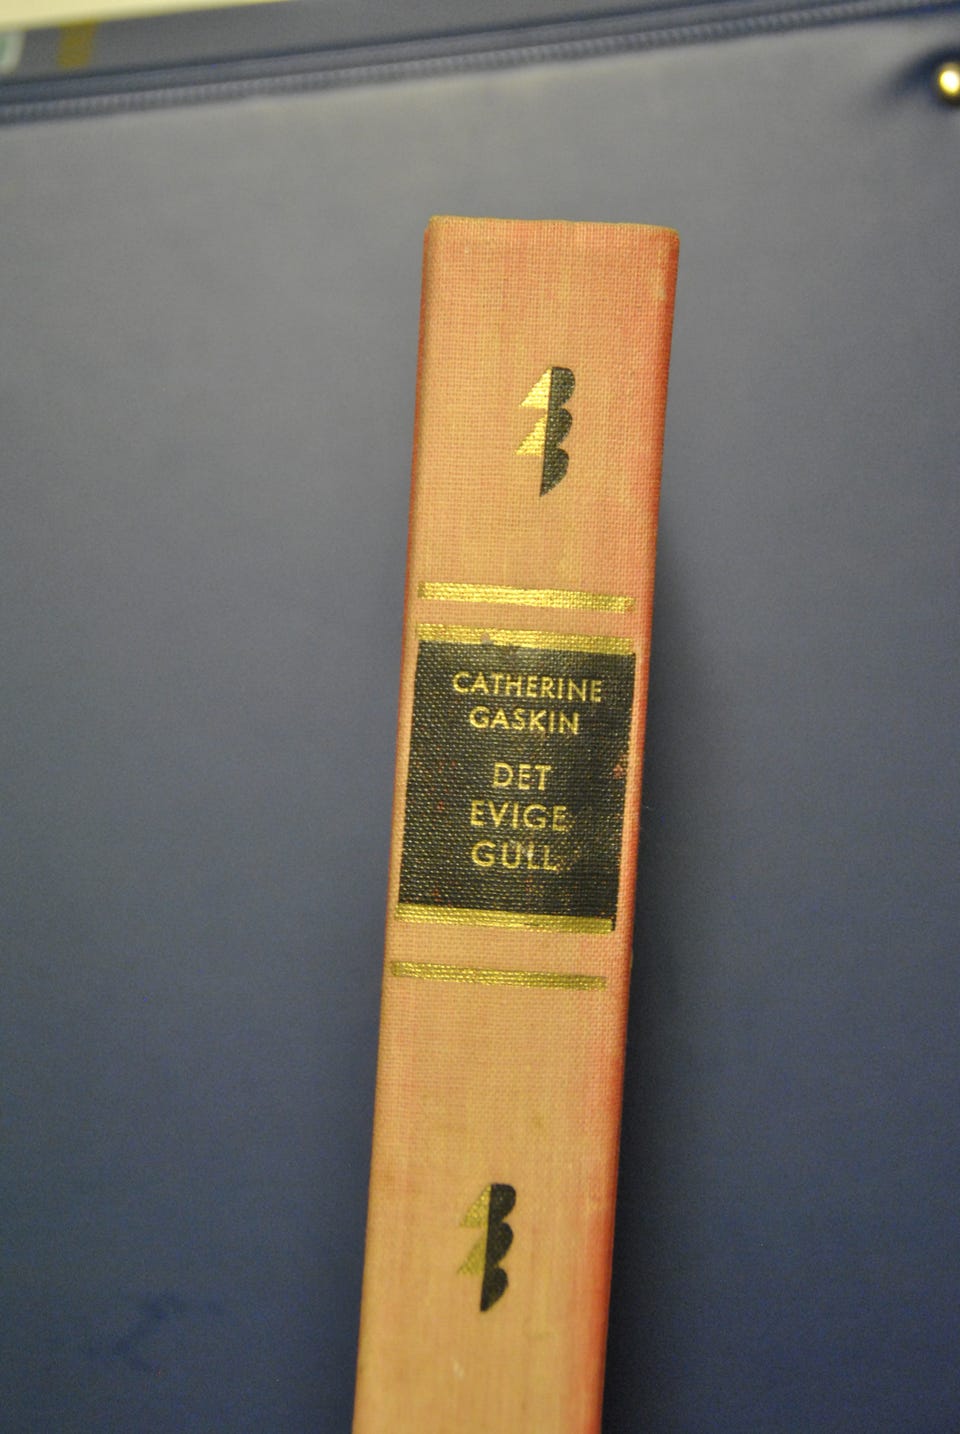 CATHERINE
GASKIN
DET
EVIGE
GULL